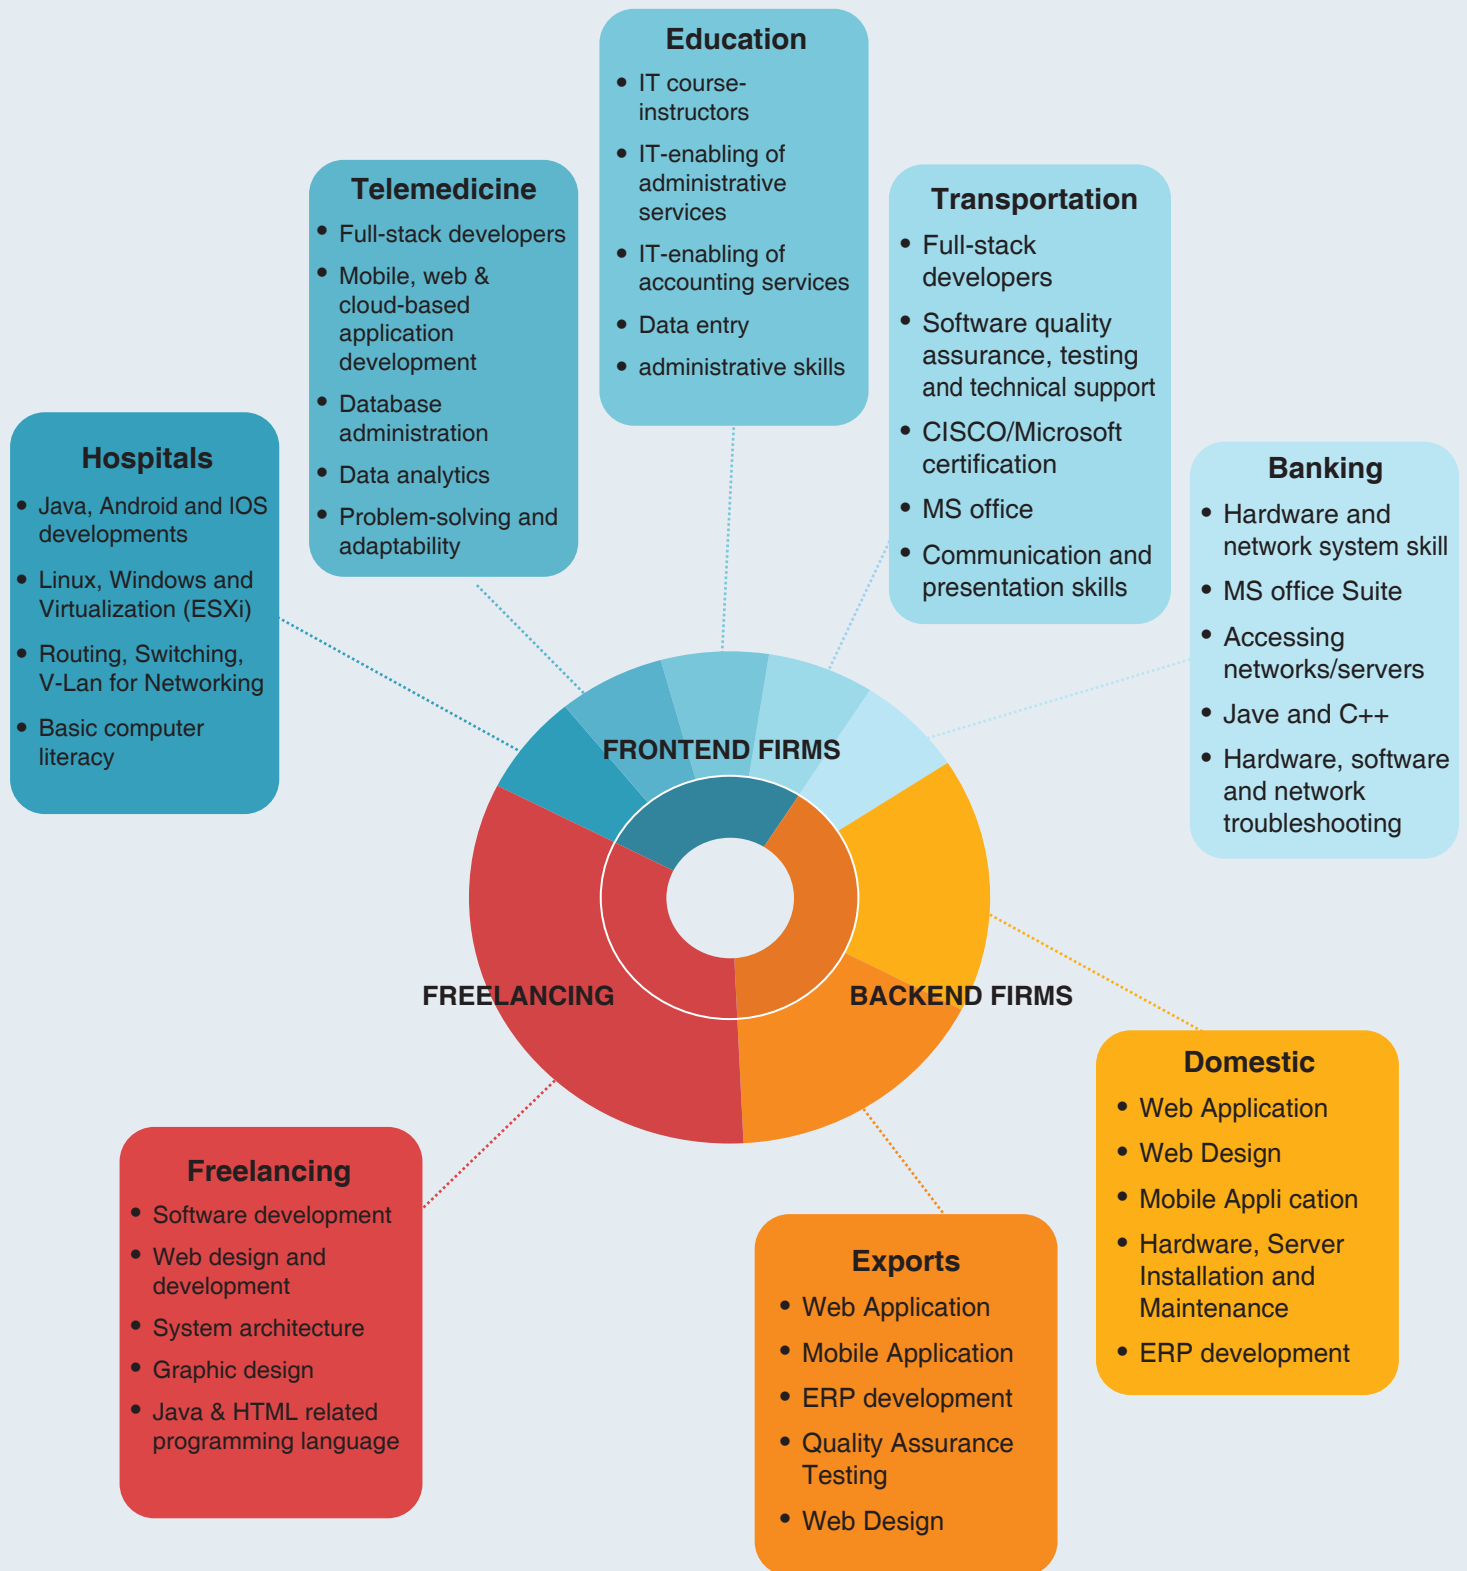 Education
• IT course-
instructors
• IT-enabling of
administrative
services
• IT-enabling of
accounting services
• Data entry
• administrative skills
Telemedicine
• Full-stack developers
• Mobile, web &
cloud-based
application
development
• Database
administration
• Data analytics
• Problem-solving and
adaptability
Transportation
• Full-stack
developers
• Software quality
assurance, testing
and technical support
• CISCO/Microsoft
certification
• MS office
• Communication and
presentation skills
Hospitals
• Java, Android and IOS
developments
• Linux, Windows and
Virtualization (ESXi)
• Routing, Switching,
V-Lan for Networking
• Basic computer
literacy
Banking
• Hardware and
network system skill
• MS office Suite
• Accessing
networks/servers
• Jave and C++
• Hardware, software
and network
troubleshooting
FRONTEND FIRMS
FREELANCING
BACKEND FIRMS
Domestic
• Web Application
• Web Design
• Mobile Appli cation
• Hardware, Server
Installation and
Maintenance
• ERP development
Freelancing
• Software development
• Web design and
development
• System architecture
• Graphic design
• Java & HTML related
programming language
Exports
• Web Application
• Mobile Application
• ERP development
• Quality Assurance
Testing
• Web Design